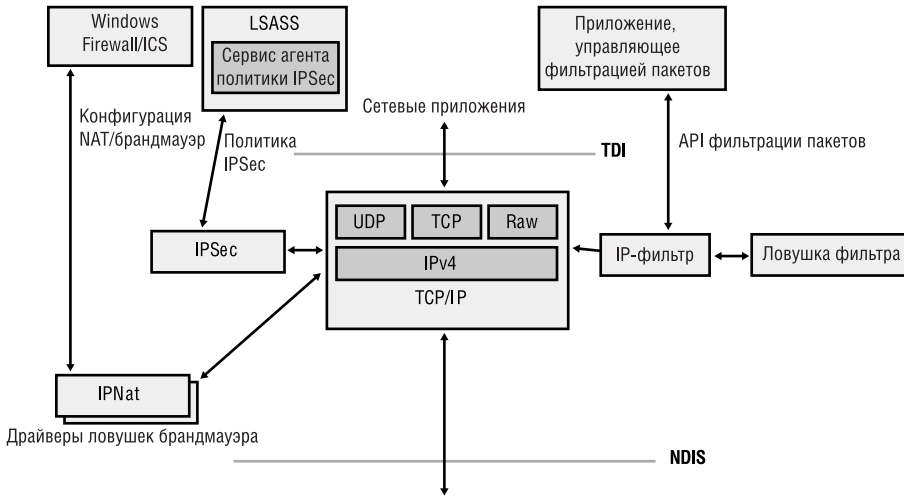 Windows
Firewall/ICS
LSASS
Сервис агента
политики IPSec
Приложение,
управляющее
фильтрацией пакетов
Конфигурация
NAT/брандмауэр
Политика
IPSec
Сетевые приложения
TDI
API фильтрации пакетов
UDP
TCP
Raw
IPSec
IPv4
TCP/IP
IP-фильтр
Ловушка фильтра
IPNat
Драйверы ловушек брандмауэра
NDIS